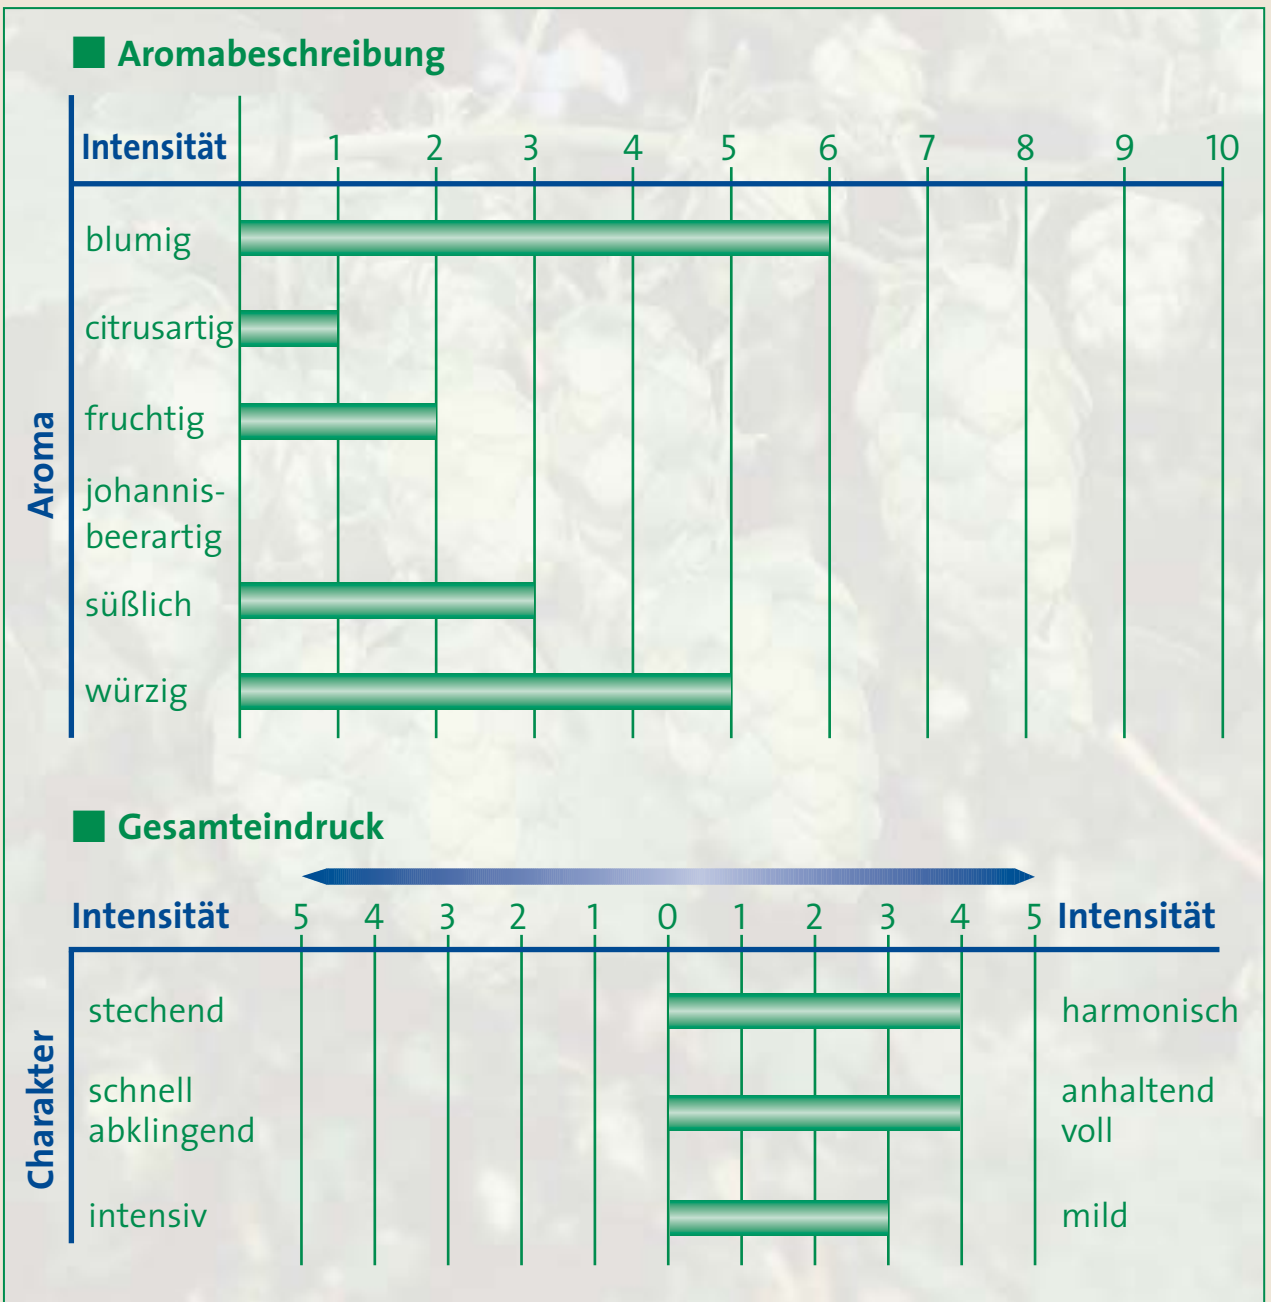 Aromabeschreibung
Intensität 1 2 3 4 5 6 7 8 9 10
Aroma
blumig
citrusartig
fruchtig
johannis-
beerartig
süßlich
würzig
Gesamteindruck
Intensität 5 4 3 2 1 0 1 2 3 4 5 Intensität
Charakter
stechend harmonisch
schnell anhaltend
abklingend voll
intensiv mild